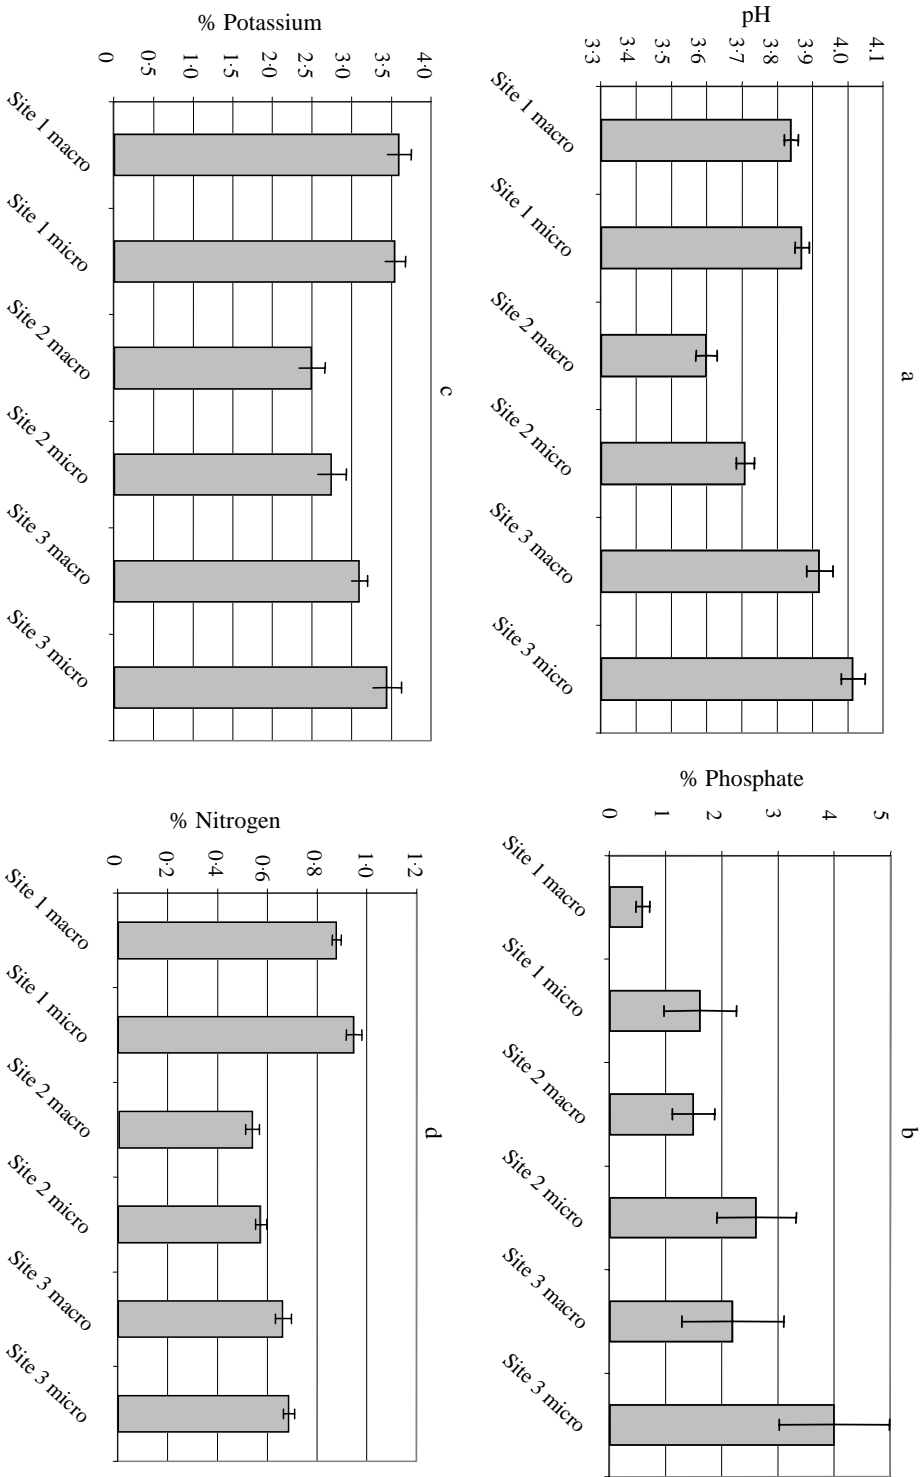 a
pH
4·1
4·0
3·9
3·8
3·7
3·6
3·5
3·4
3·3
Site 1 macro
Site 1 micro
Site 2 macro
Site 2 micro
Site 3 macro
Site 3 micro
b
% Phosphate
5
4
3
2
1
0
Site 1 macro
Site 1 micro
Site 2 macro
Site 2 micro
Site 3 macro
Site 3 micro
c
% Potassium
4·0
3·5
3·0
2·5
2·0
1·5
1·0
0·5
0
Site 1 macro
Site 1 micro
Site 2 macro
Site 2 micro
Site 3 macro
Site 3 micro
d
% Nitrogen
1·2
1·0
0·8
0·6
0·4
0·2
0
Site 1 macro
Site 1 micro
Site 2 macro
Site 2 micro
Site 3 macro
Site 3 micro